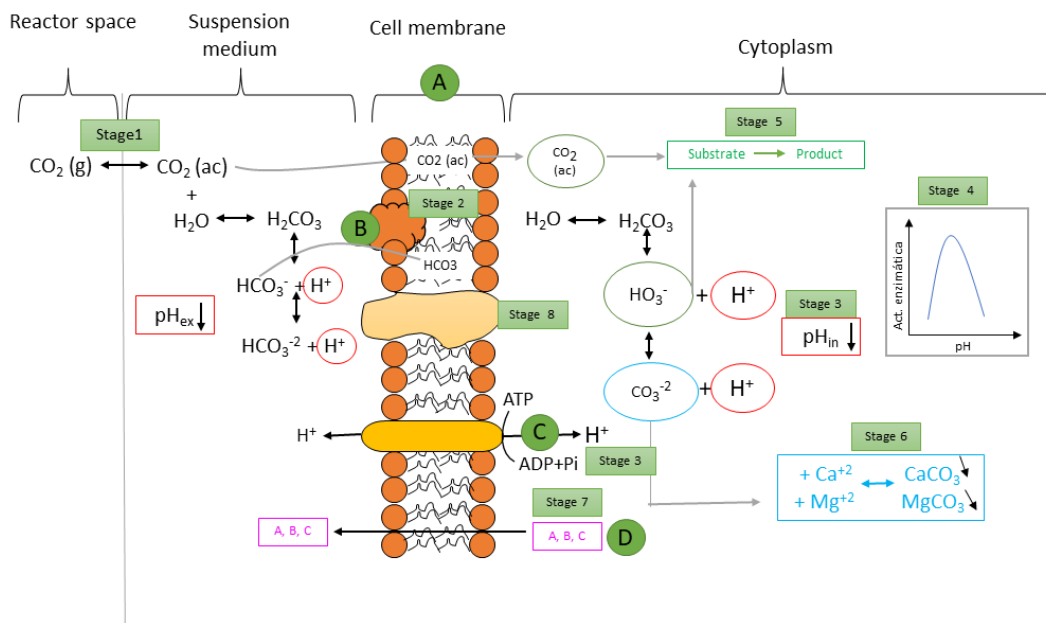 Reactor space
Suspension
medium
Cell membrane
Cytoplasm
A
Stage1
CO₂ (g)
CO₂ (ac)
+
H₂O
H₂CO₃
HCO₃⁻ + H⁺
HCO₃⁻² + H⁺
pHₑₓ
CO2 (ac)
Stage 2
B
HCO3
Stage 8
CO₂
(ac)
H₂O
H₂CO₃
HO₃⁻
+
H⁺
CO₃⁻²
+
H⁺
Stage 5
Substrate
Product
Stage 3
pHᵢₙ
Stage 4
Act. enzimática
pH
ATP
H⁺
C
H⁺
ADP+Pi
Stage 3
Stage 6
+ Ca⁺²
CaCO₃
+ Mg⁺²
MgCO₃
Stage 7
A, B, C
A, B, C
D